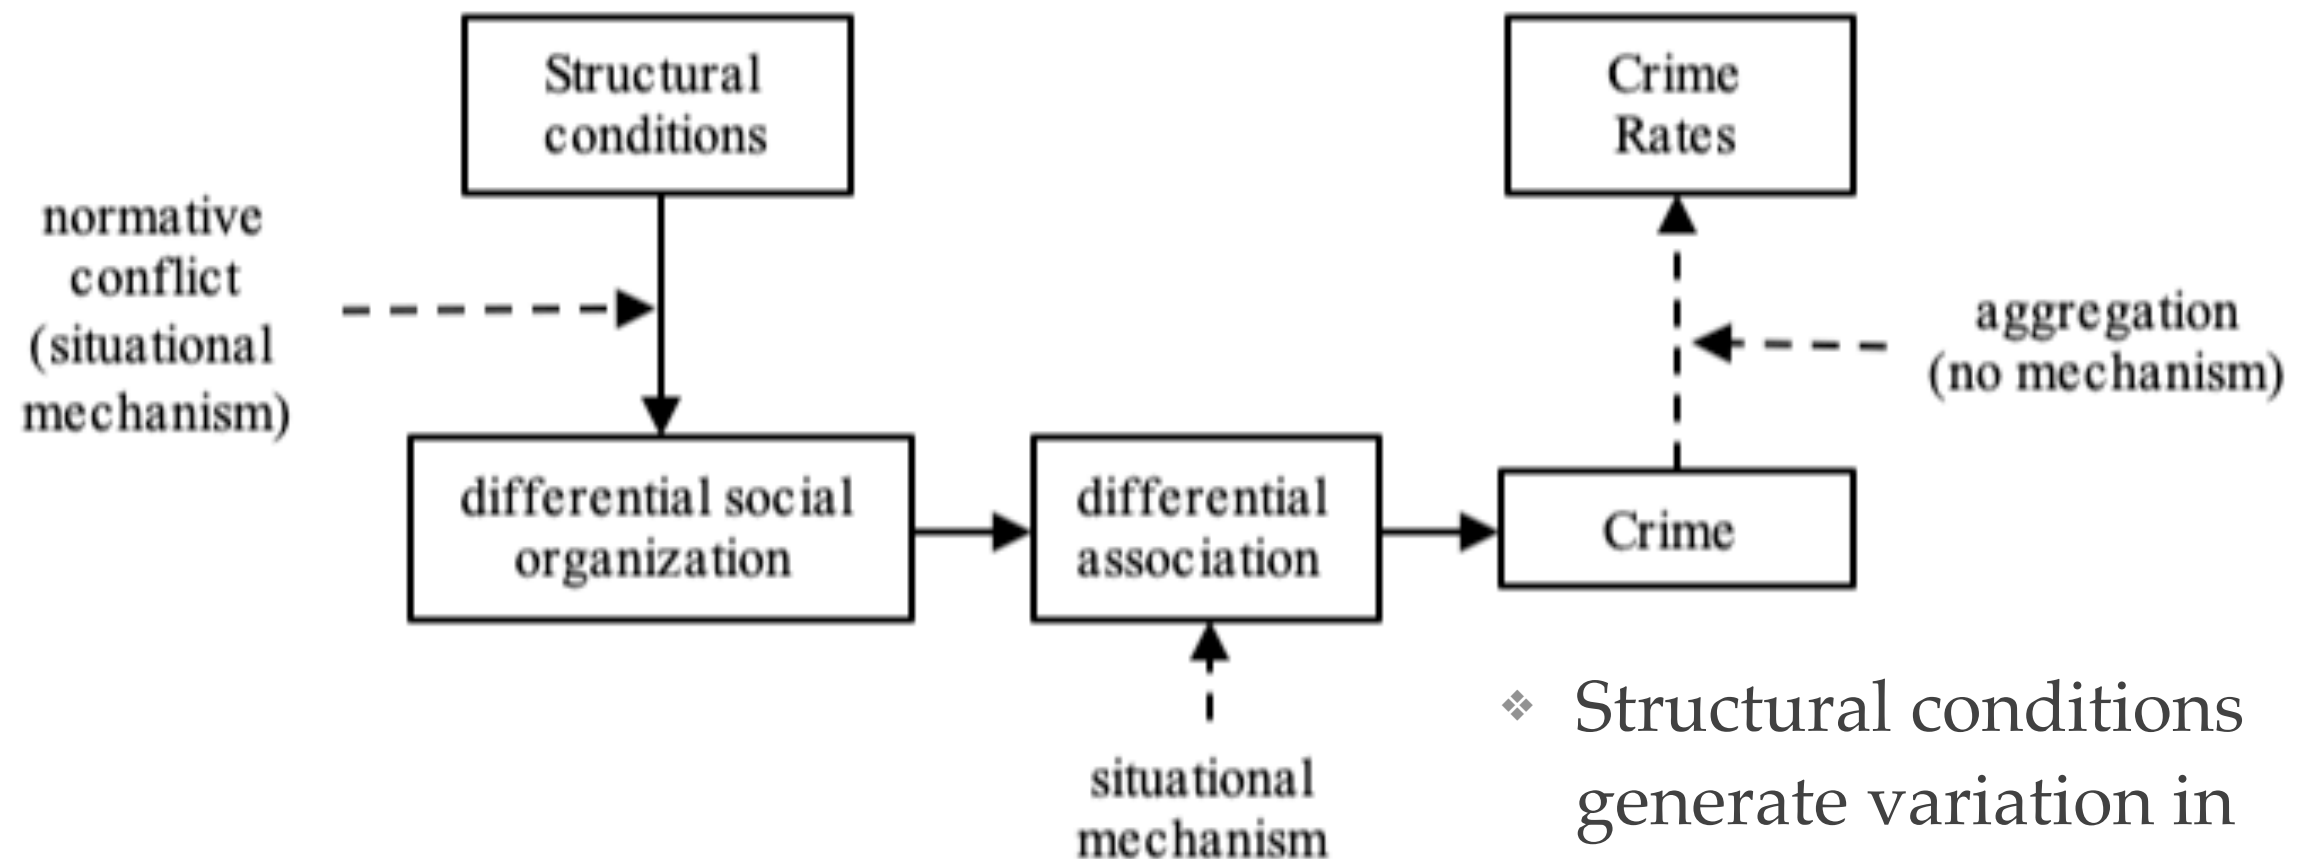 Structural
conditions
Crime
Rates
normative
conflict
(situational
mechanism)
aggregation
(no mechanism)
differential social
organization
differential
association
Crime
situational
mechanism
❖ Structural conditions
generate variation in